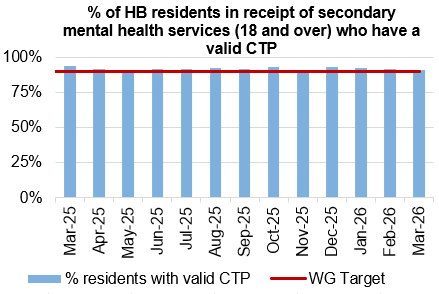 % of HB residents in receipt of secondary
mental health services (18 and over) who have a
valid CTP
100%
75%
50%
25%
0%
Mar-25
Apr-25
May-25
Jun-25
Jul-25
Aug-25
Sep-25
Oct-25
Nov-25
Dec-25
Jan-26
Feb-26
Mar-26
% residents with valid CTP WG Target